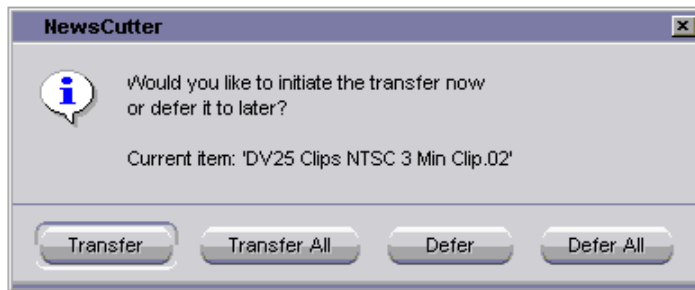 NewsCutter
Would you like to initiate the transfer now
or defer it to later?
Current item: 'DV25 Clips NTSC 3 Min Clip.02'
Transfer
Transfer All
Defer
Defer All